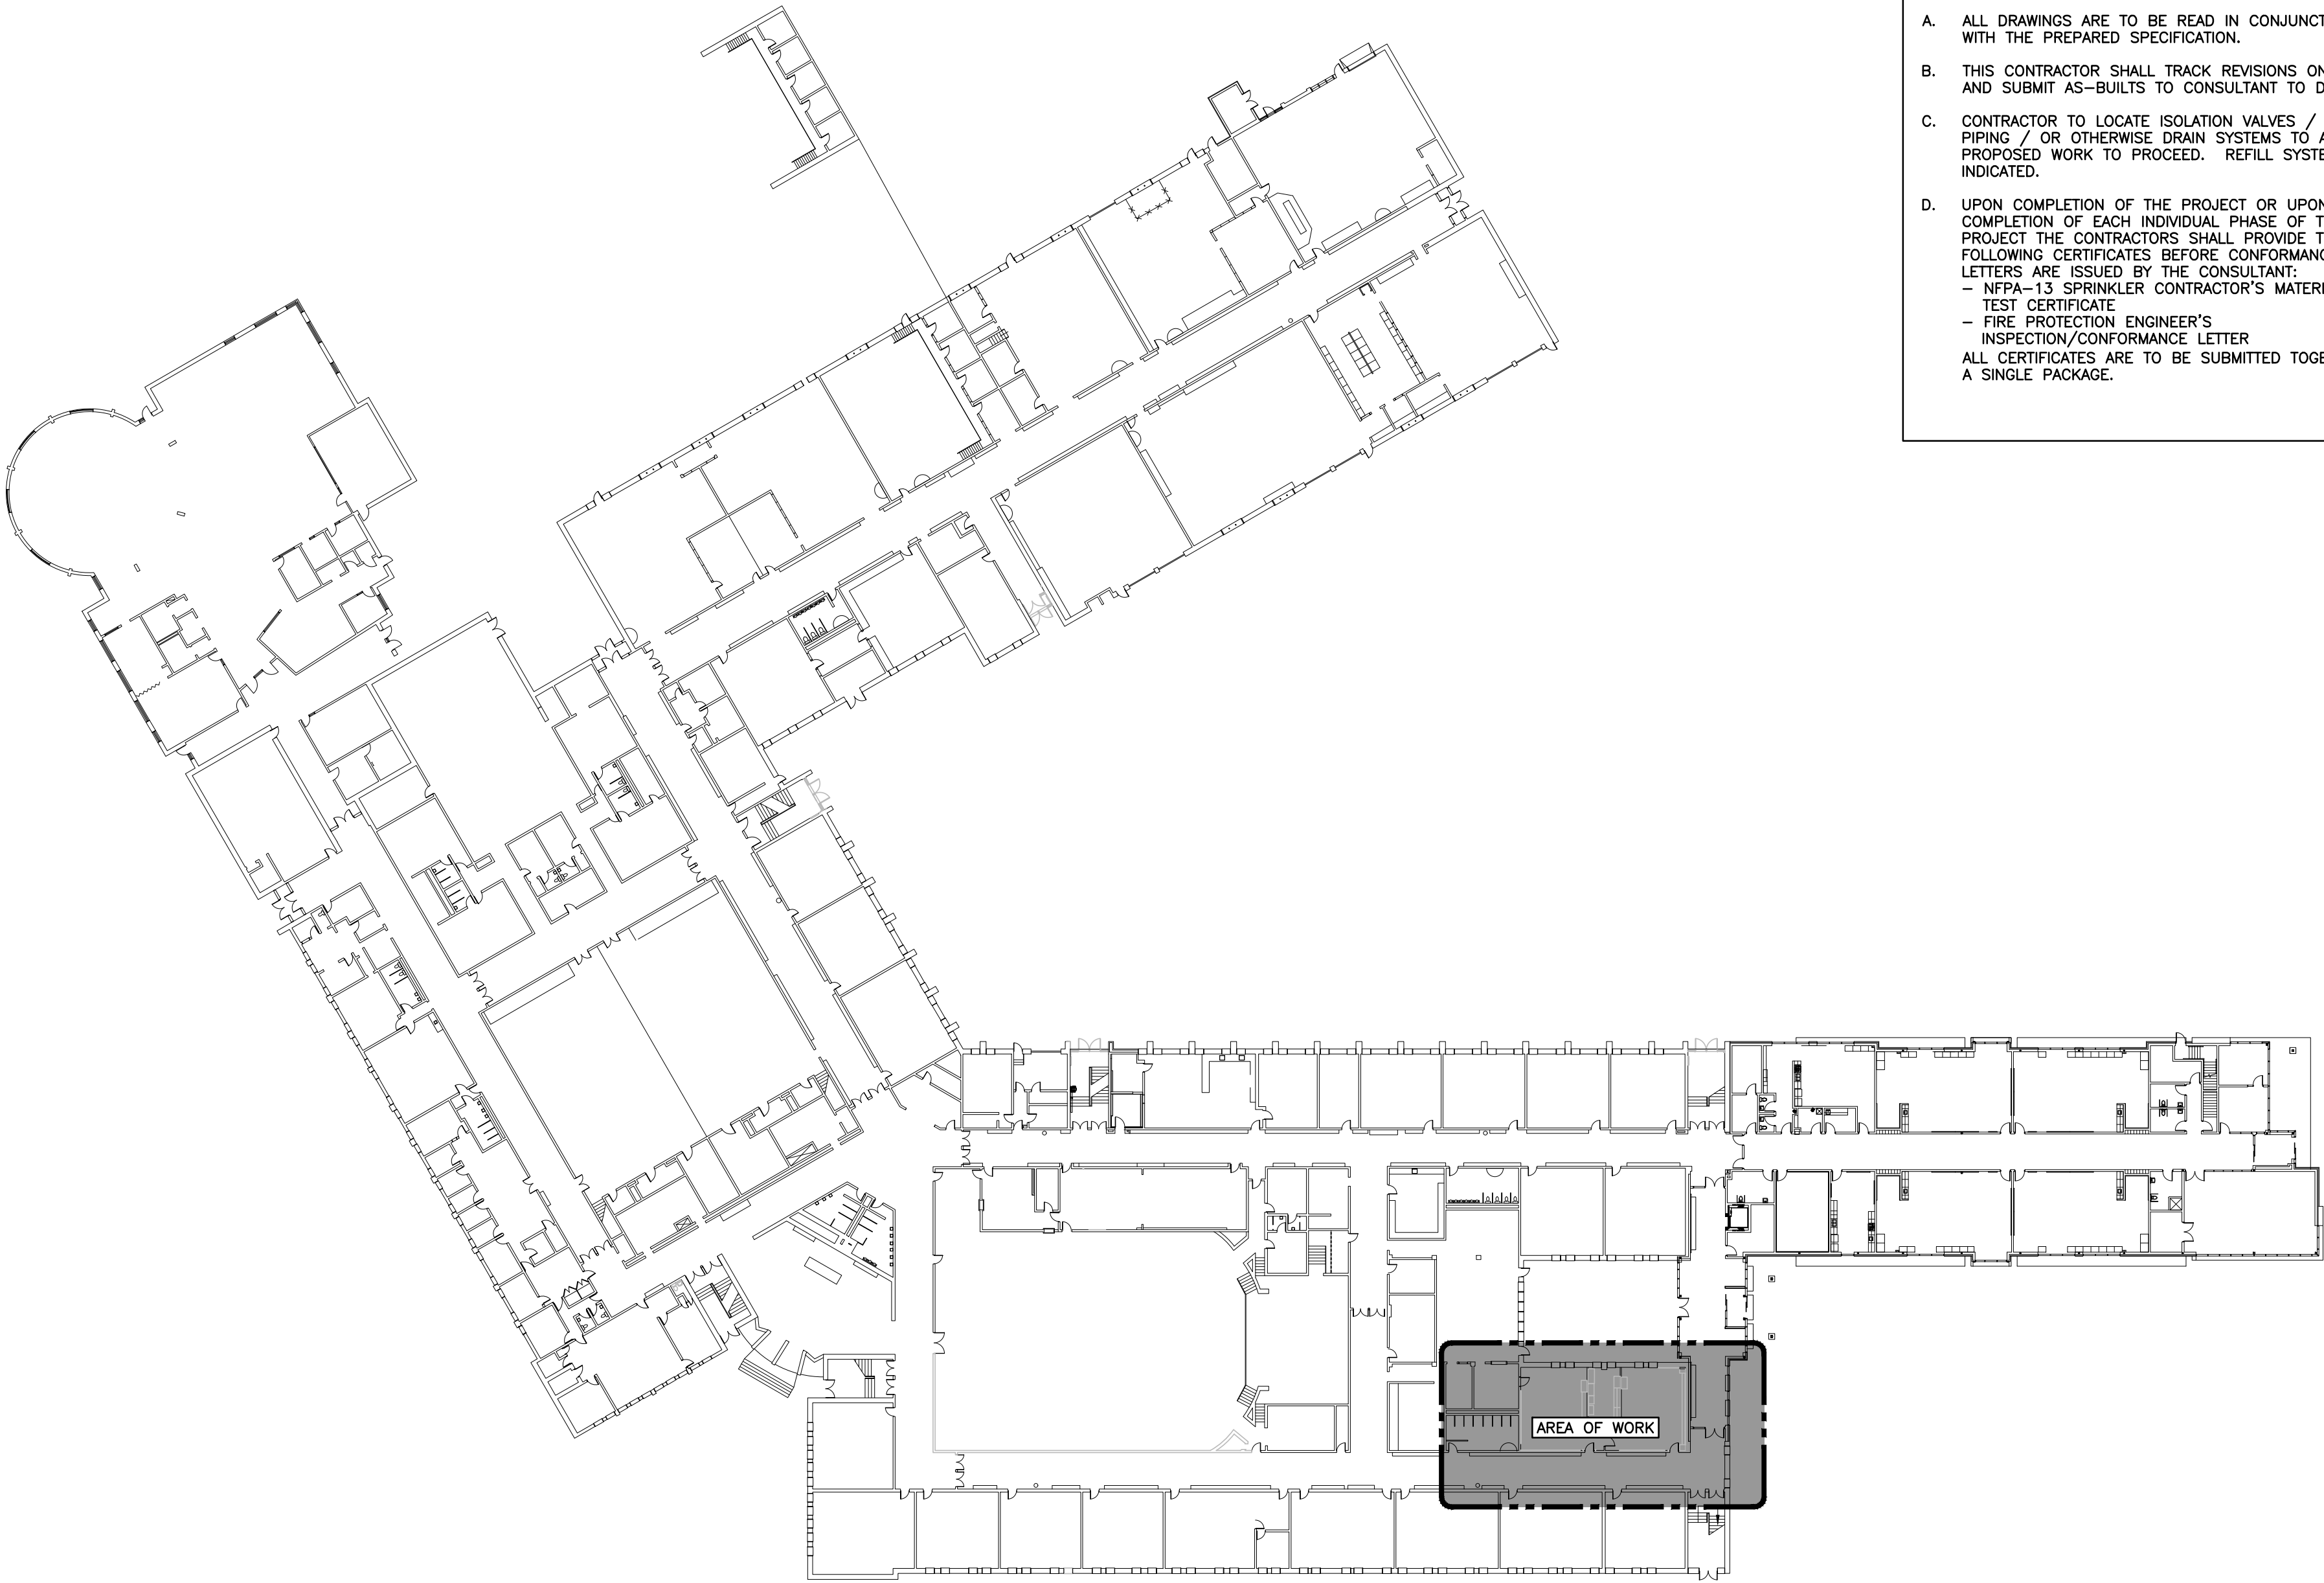 A. ALL DRAWINGS ARE TO BE READ IN CONJUNCT
WITH THE PREPARED SPECIFICATION.
B. THIS CONTRACTOR SHALL TRACK REVISIONS ON
AND SUBMIT AS-BUILTS TO CONSULTANT TO D
C. CONTRACTOR TO LOCATE ISOLATION VALVES /
PIPING / OR OTHERWISE DRAIN SYSTEMS TO A
PROPOSED WORK TO PROCEED. REFILL SYSTE
INDICATED.
D. UPON COMPLETION OF THE PROJECT OR UPON
COMPLETION OF EACH INDIVIDUAL PHASE OF T
PROJECT THE CONTRACTORS SHALL PROVIDE T
FOLLOWING CERTIFICATES BEFORE CONFORMANC
LETTERS ARE ISSUED BY THE CONSULTANT:
– NFPA-13 SPRINKLER CONTRACTOR'S MATERI
TEST CERTIFICATE
– FIRE PROTECTION ENGINEER'S
INSPECTION/CONFORMANCE LETTER
ALL CERTIFICATES ARE TO BE SUBMITTED TOGE
A SINGLE PACKAGE.
AREA OF WORK